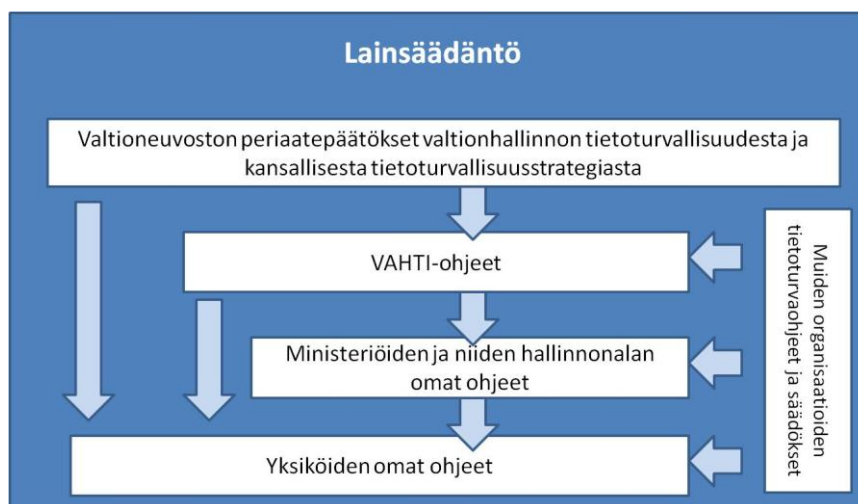 Lainsäädäntö
Valtioneuvoston periaatepäätökset valtionhallinnon tietoturvallisuudesta ja
kansallisesta tietoturvallisuusstrategiasta
VAHTI-ohjeet
Ministeriöiden ja niiden hallinnonalan
omat ohjeet
Yksiköiden omat ohjeet
Muiden organisaatioiden
tietoturvaohjeet ja säädökset